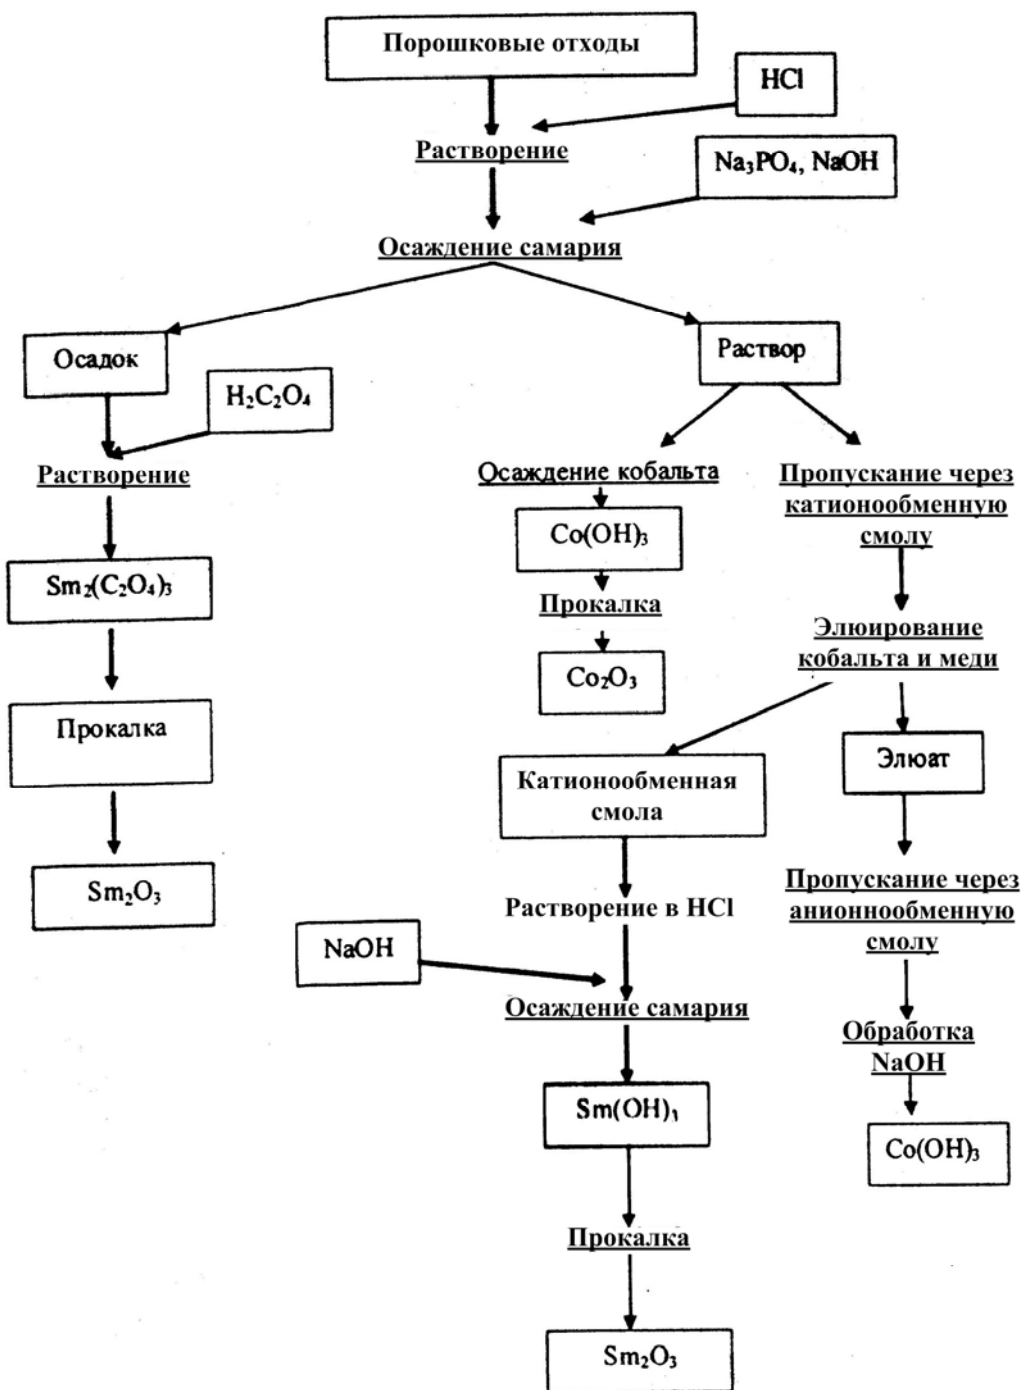 Порошковые отходы
HCl
Растворение
Na₃PO₄, NaOH
Осаждение самария
Осадок
Раствор
H₂C₂O₄
Растворение
Осаждение кобальта
Пропускание через
катионообменную
смолу
Sm₂(C₂O₄)₃
Co(OH)₃
Прокалка
Элюирование
кобальта и меди
Co₂O₃
Прокалка
Катионообменная
смола
Элюат
Sm₂O₃
Растворение в HCl
Пропускание через
анионнообменную
смолу
NaOH
Осаждение самария
Обработка
NaOH
Sm(OH)₃
Co(OH)₃
Прокалка
Sm₂O₃